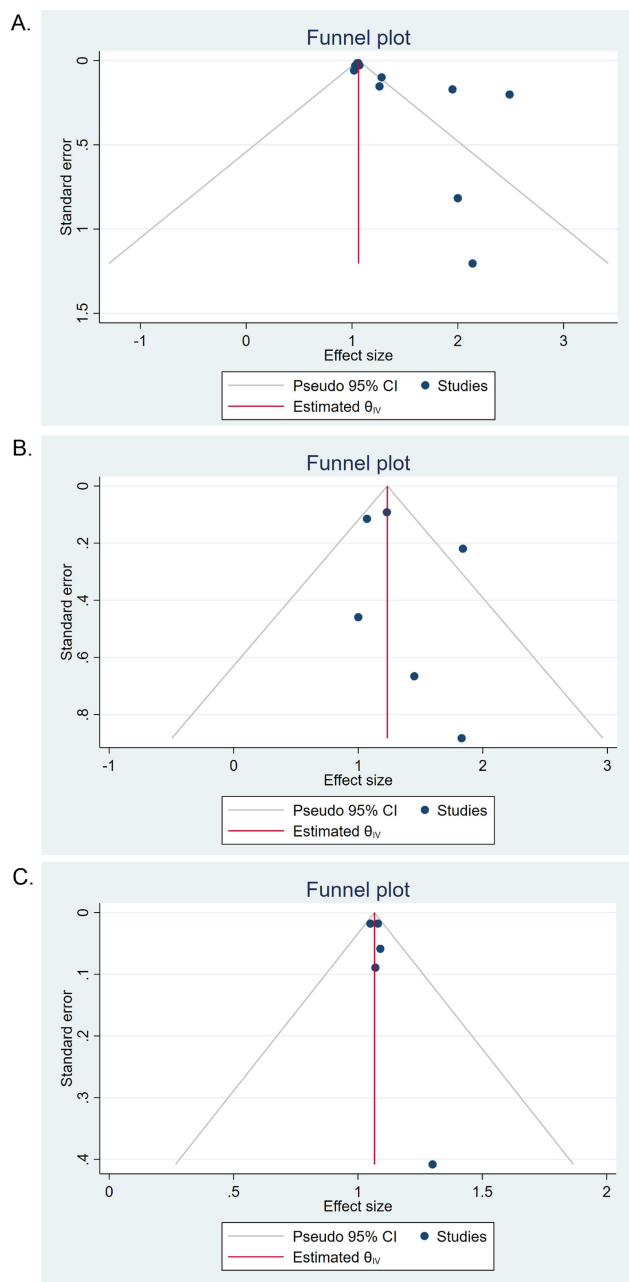 A.
Funnel plot
Standard error
0
.5
1
1.5
-1 0 1 2 3
Effect size
Pseudo 95% CI Studies
Estimated θIV
B.
Funnel plot
Standard error
0
.2
.4
.6
.8
-1 0 1 2 3
Effect size
Pseudo 95% CI Studies
Estimated θIV
C.
Funnel plot
Standard error
0
.1
.2
.3
.4
0 .5 1 1.5 2
Effect size
Pseudo 95% CI Studies
Estimated θIV